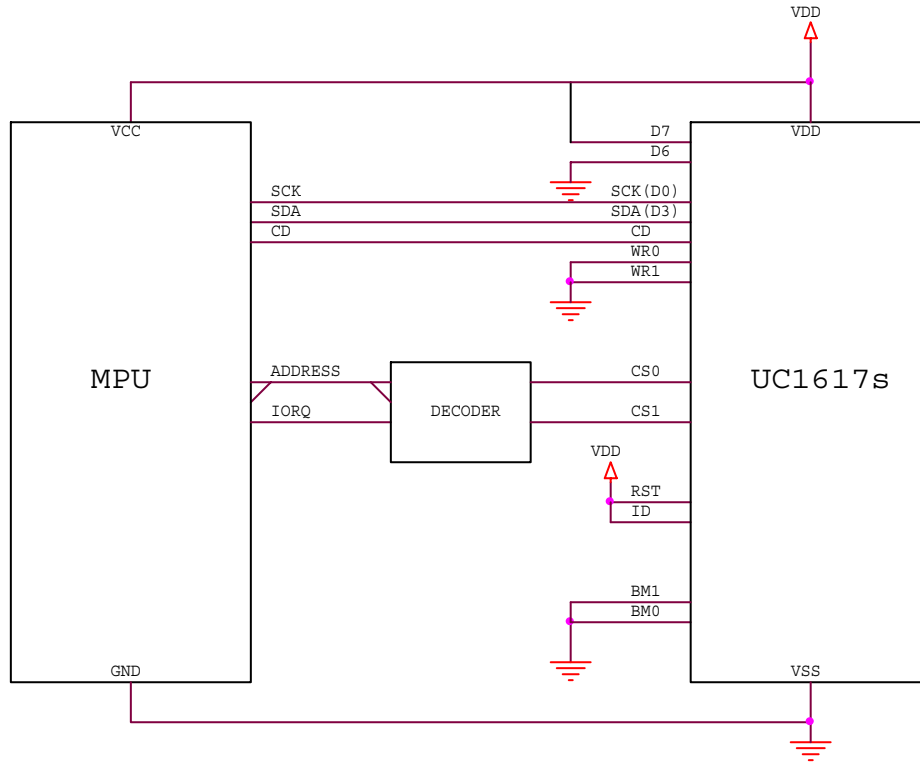 VDD
VCC
D7
VDD
D6
SCK
SCK(D0)
SDA
SDA(D3)
CD
CD
WR0
WR1
MPU
ADDRESS
CS0
UC1617s
IORQ
DECODER
CS1
VDD
RST
ID
BM1
BM0
GND
VSS